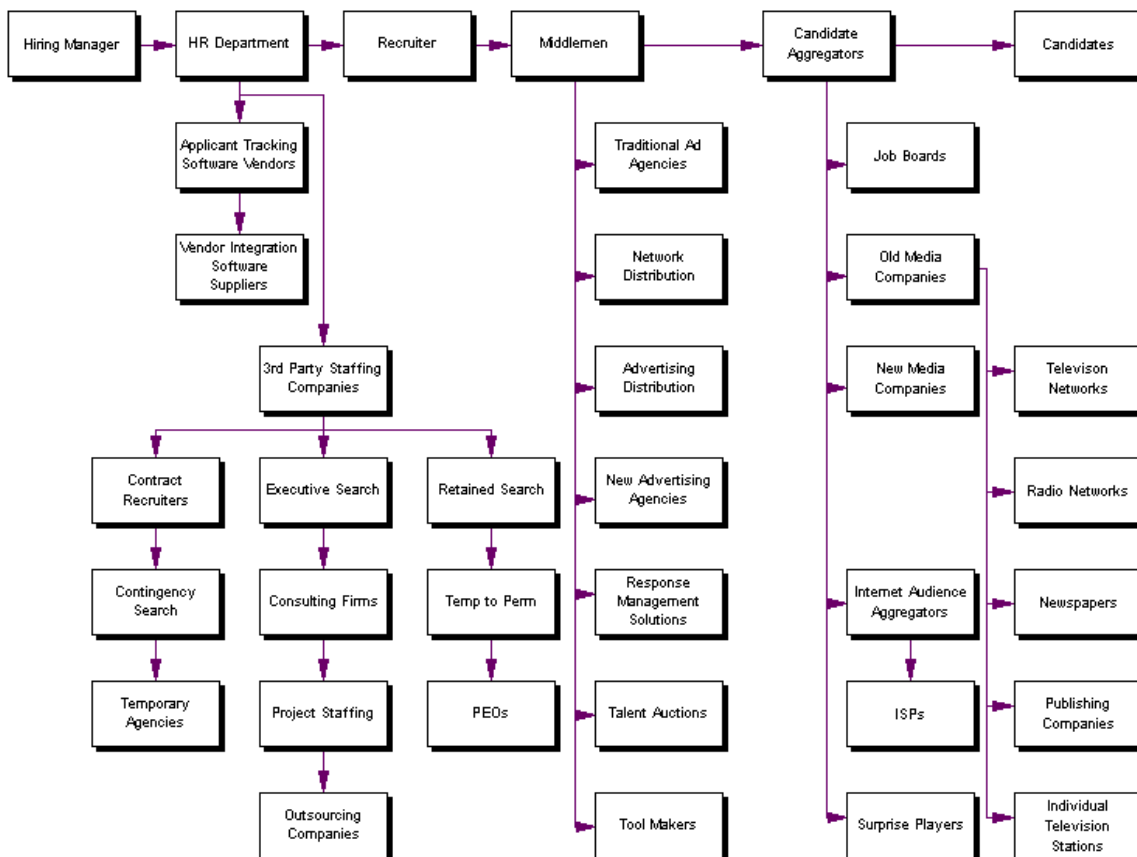 Hiring Manager
HR Department
Recruiter
Middlemen
Candidate
Aggregators
Candidates
Applicant Tracking
Software Vendors
Traditional Ad
Agencies
Job Boards
Vendor Integration
Software
Suppliers
Network
Distribution
Old Media
Companies
3rd Party Staffing
Companies
Advertising
Distribution
New Media
Companies
Televison
Networks
Contract
Recruiters
Executive Search
Retained Search
New Advertising
Agencies
Radio Networks
Contingency
Search
Consulting Firms
Temp to Perm
Response
Management
Solutions
Internet Audience
Aggregators
Newspapers
Temporary
Agencies
Project Staffing
PEOs
Talent Auctions
ISPs
Publishing
Companies
Outsourcing
Companies
Tool Makers
Surprise Players
Individual
Television
Stations